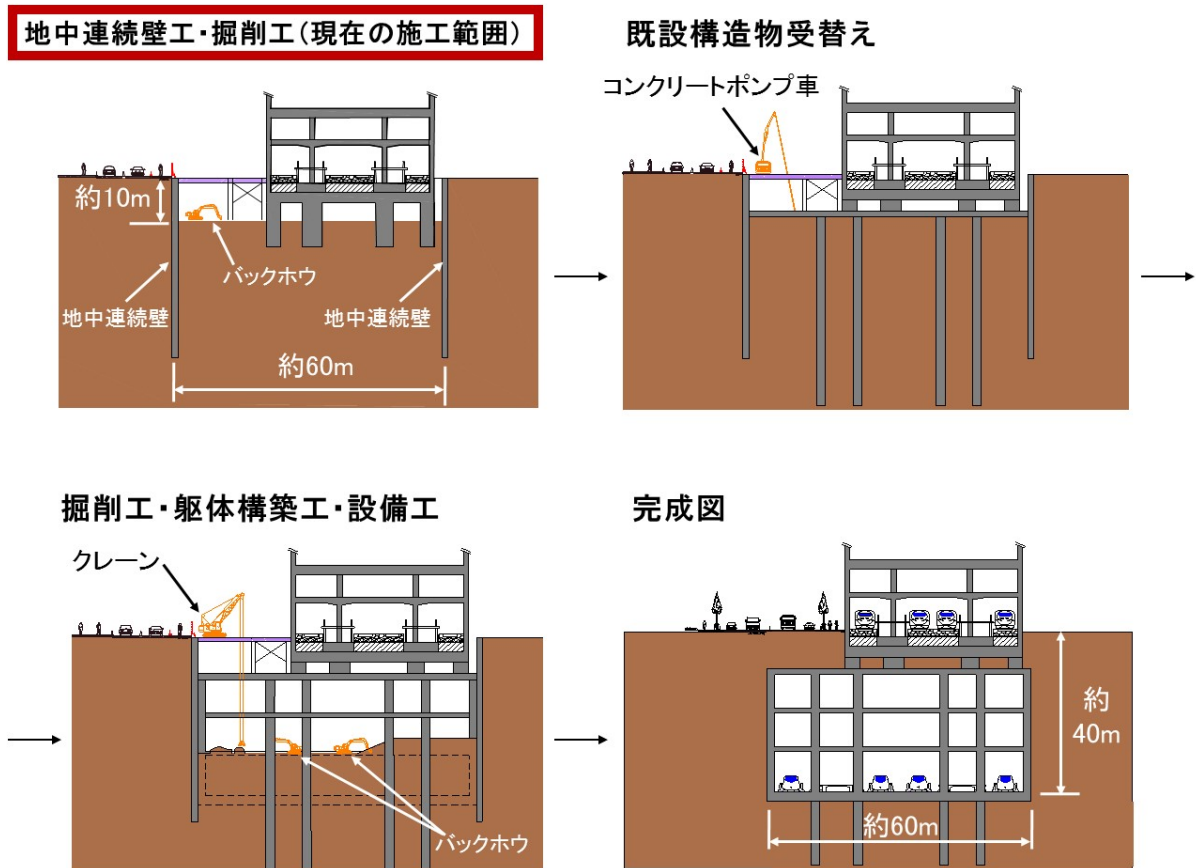 地中連続壁工・掘削工(現在の施工範囲)
約10m
バックホウ
地中連続壁
地中連続壁
約60m
既設構造物受替え
コンクリートポンプ車
掘削工・躯体構築工・設備工
クレーン
バックホウ
完成図
約
40m
約60m